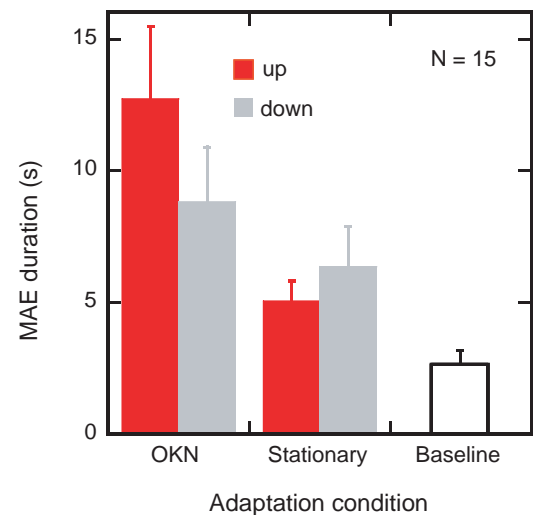 15
N = 15
up
down
10
MAE duration (s)
5
0
OKN Stationary Baseline
Adaptation condition